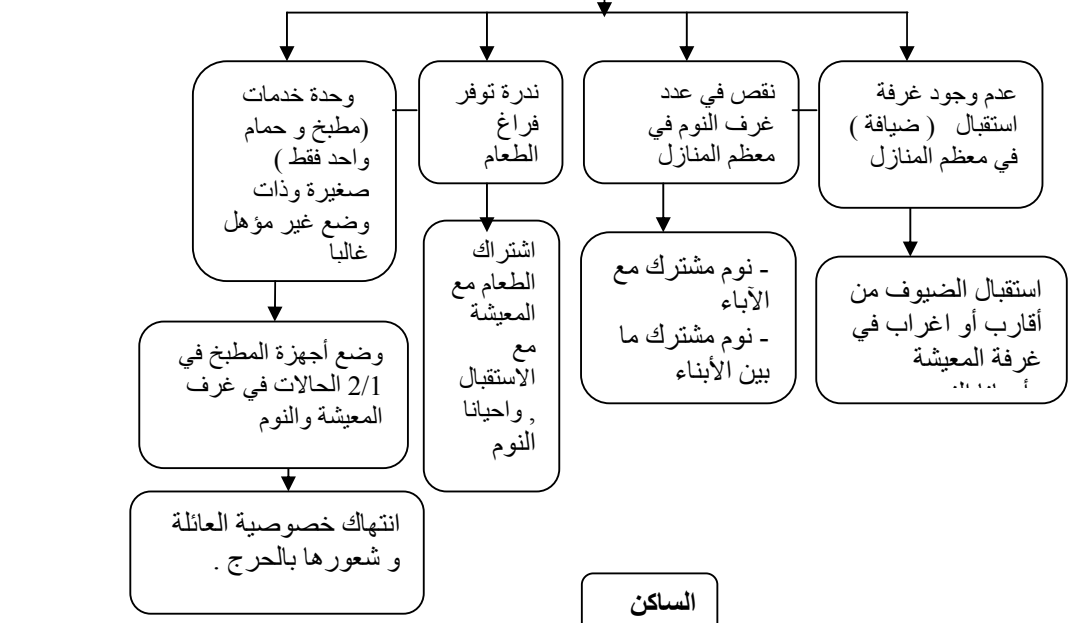 عدم وجود غرفة
استقبال ( ضيافة )
في معظم المنازل
نقص في عدد
غرف النوم في
معظم المنازل
ندرة توفر
فراغ
الطعام
وحدة خدمات
(مطبخ و حمام
واحد فقط )
صغيرة وذات
وضع غير مؤهل
غالبا
استقبال الضيوف من
أقارب أو اغراب في
غرفة المعيشة
- نوم مشترك مع
الآباء
- نوم مشترك ما
بين الأبناء
اشتراك
الطعام مع
المعيشة
مع
الاستقبال
, واحيانا
النوم
وضع أجهزة المطبخ في
2/1 الحالات في غرف
المعيشة والنوم
انتهاك خصوصية العائلة
و شعورها بالحرج .
الساكن